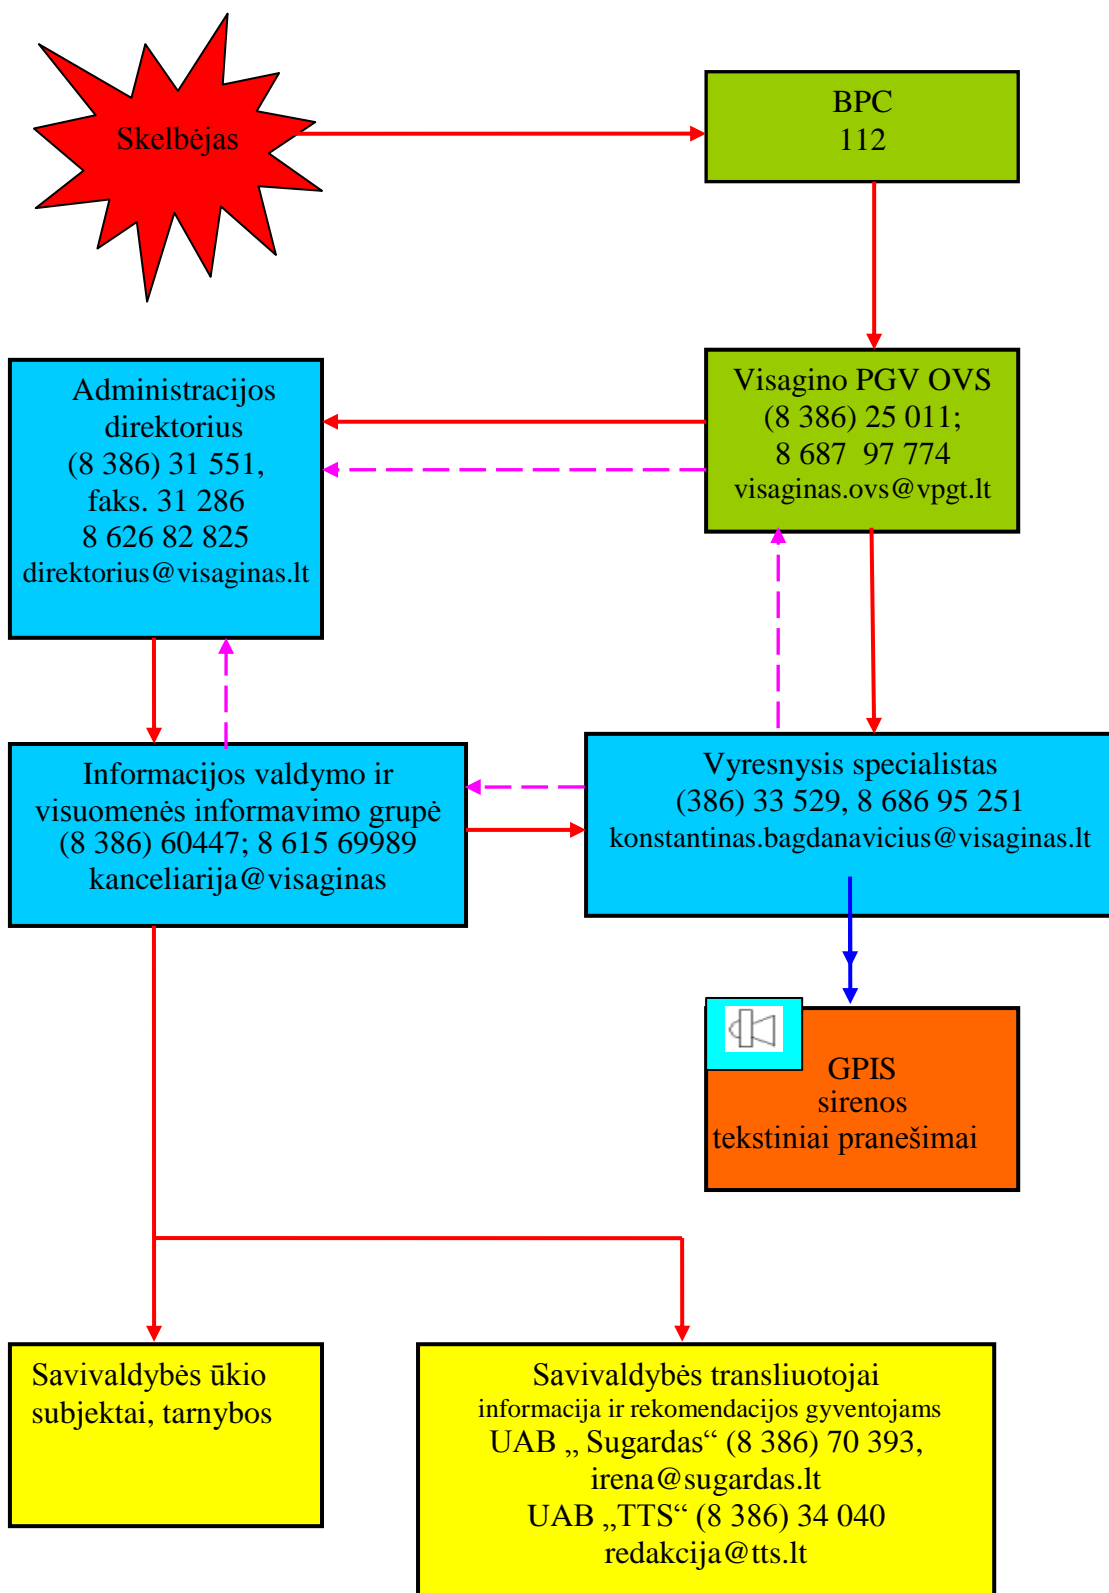 Skelbėjas
BPC
112
Administracijos
direktorius
(8 386) 31 551,
faks. 31 286
8 626 82 825
direktorius@visaginas.lt
Visagino PGV OVS
(8 386) 25 011;
8 687  97 774
visaginas.ovs@vpgt.lt
Informacijos valdymo ir
visuomenės informavimo grupė
(8 386) 60447; 8 615 69989
kanceliarija@visaginas
Vyresnysis specialistas
(386) 33 529, 8 686 95 251
konstantinas.bagdanavicius@visaginas.lt
GPIS
sirenos
tekstiniai pranešimai
Savivaldybės ūkio
subjektai, tarnybos
Savivaldybės transliuotojai
informacija ir rekomendacijos gyventojams
UAB „ Sugardas“ (8 386) 70 393,
irena@sugardas.lt
UAB „TTS“ (8 386) 34 040
redakcija@tts.lt